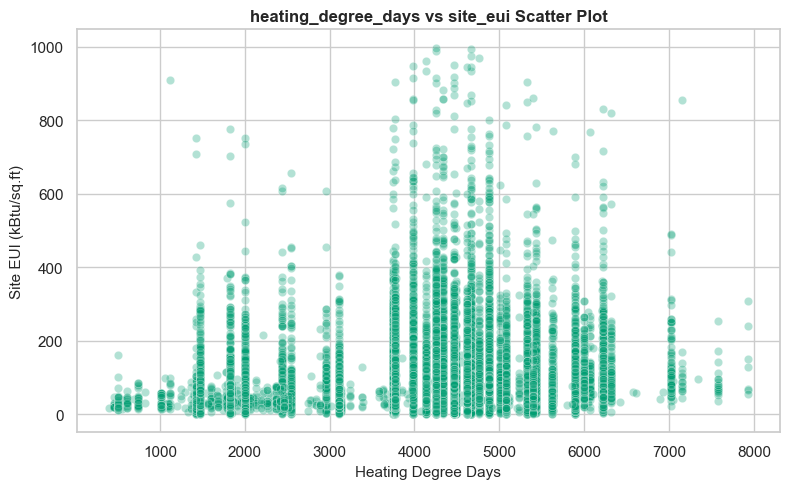 heating_degree_days vs site_eui Scatter Plot
1000
800
600
400
200
0
Site EUI (kBtu/sq.ft)
1000 2000 3000 4000 5000 6000 7000 8000
Heating Degree Days